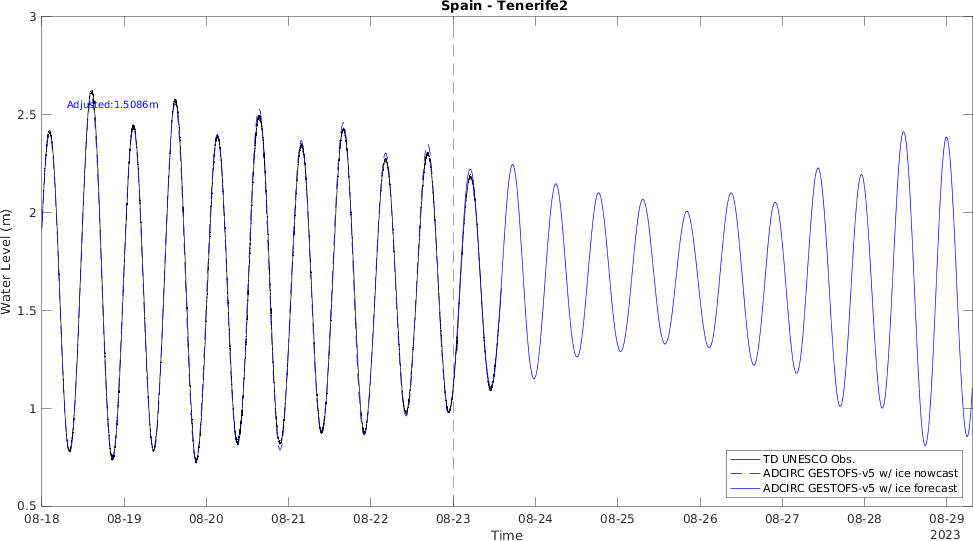 Spain - Tenerife2
3
2.5
2
1.5
1
0.5
Water Level (m)
Adjusted:1.5086m
TD UNESCO Obs.
ADCIRC GESTOFS-v5 w/ ice nowcast
ADCIRC GESTOFS-v5 w/ ice forecast
08-18 08-19 08-20 08-21 08-22 08-23 08-24 08-25 08-26 08-27 08-28 08-29
2023
Time